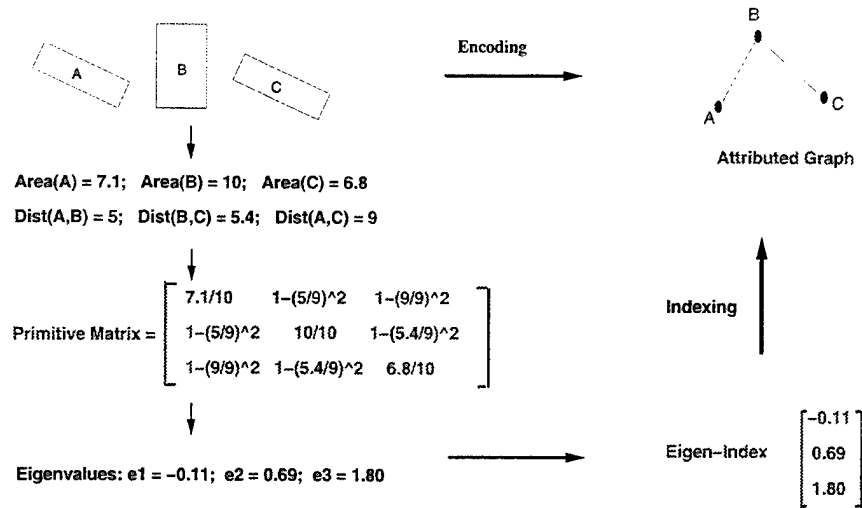 A
B
C
Encoding
B
A
C
Attributed Graph
Area(A) = 7.1; Area(B) = 10; Area(C) = 6.8
Dist(A,B) = 5; Dist(B,C) = 5.4; Dist(A,C) = 9
Primitive Matrix =
7.1/10 1−(5/9)^2 1−(9/9)^2
1−(5/9)^2 10/10 1−(5.4/9)^2
1−(9/9)^2 1−(5.4/9)^2 6.8/10
Indexing
Eigenvalues: e1 = −0.11; e2 = 0.69; e3 = 1.80
Eigen−Index
−0.11
0.69
1.80